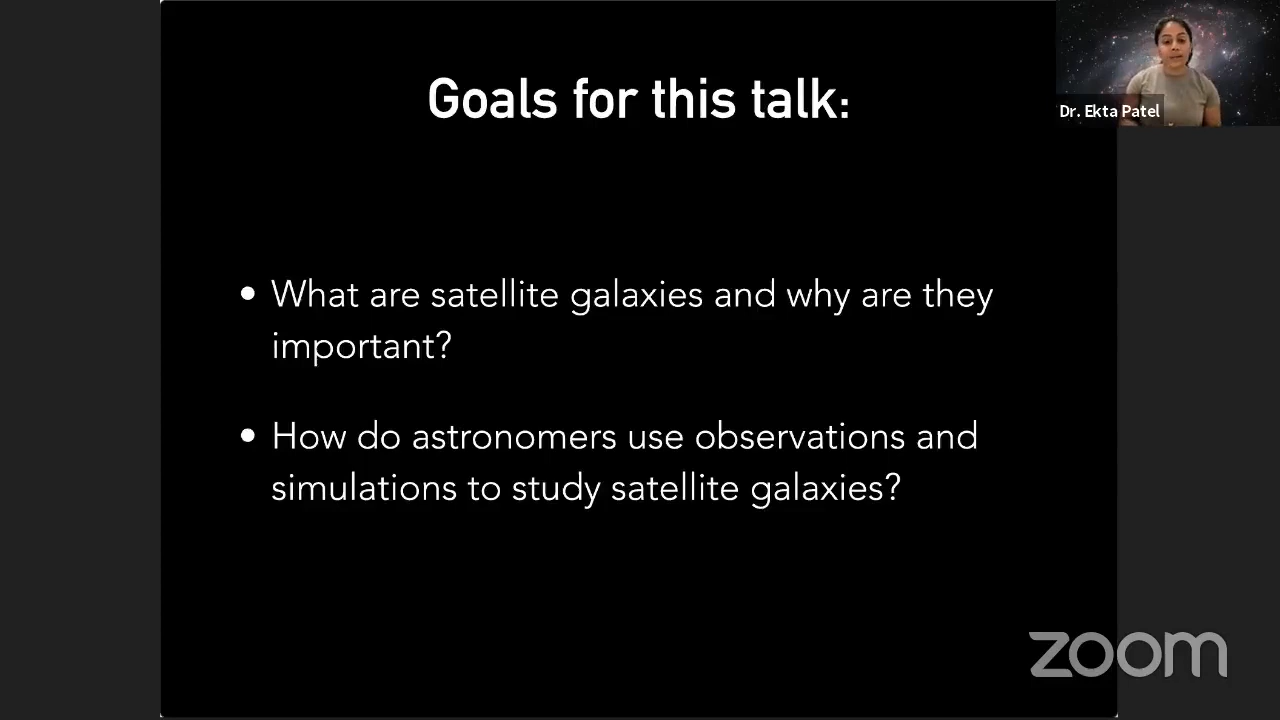 Goals for this talk:
Dr. Ekta Patel
• What are satellite galaxies and why are they
important?
• How do astronomers use observations and
simulations to study satellite galaxies?
zoom